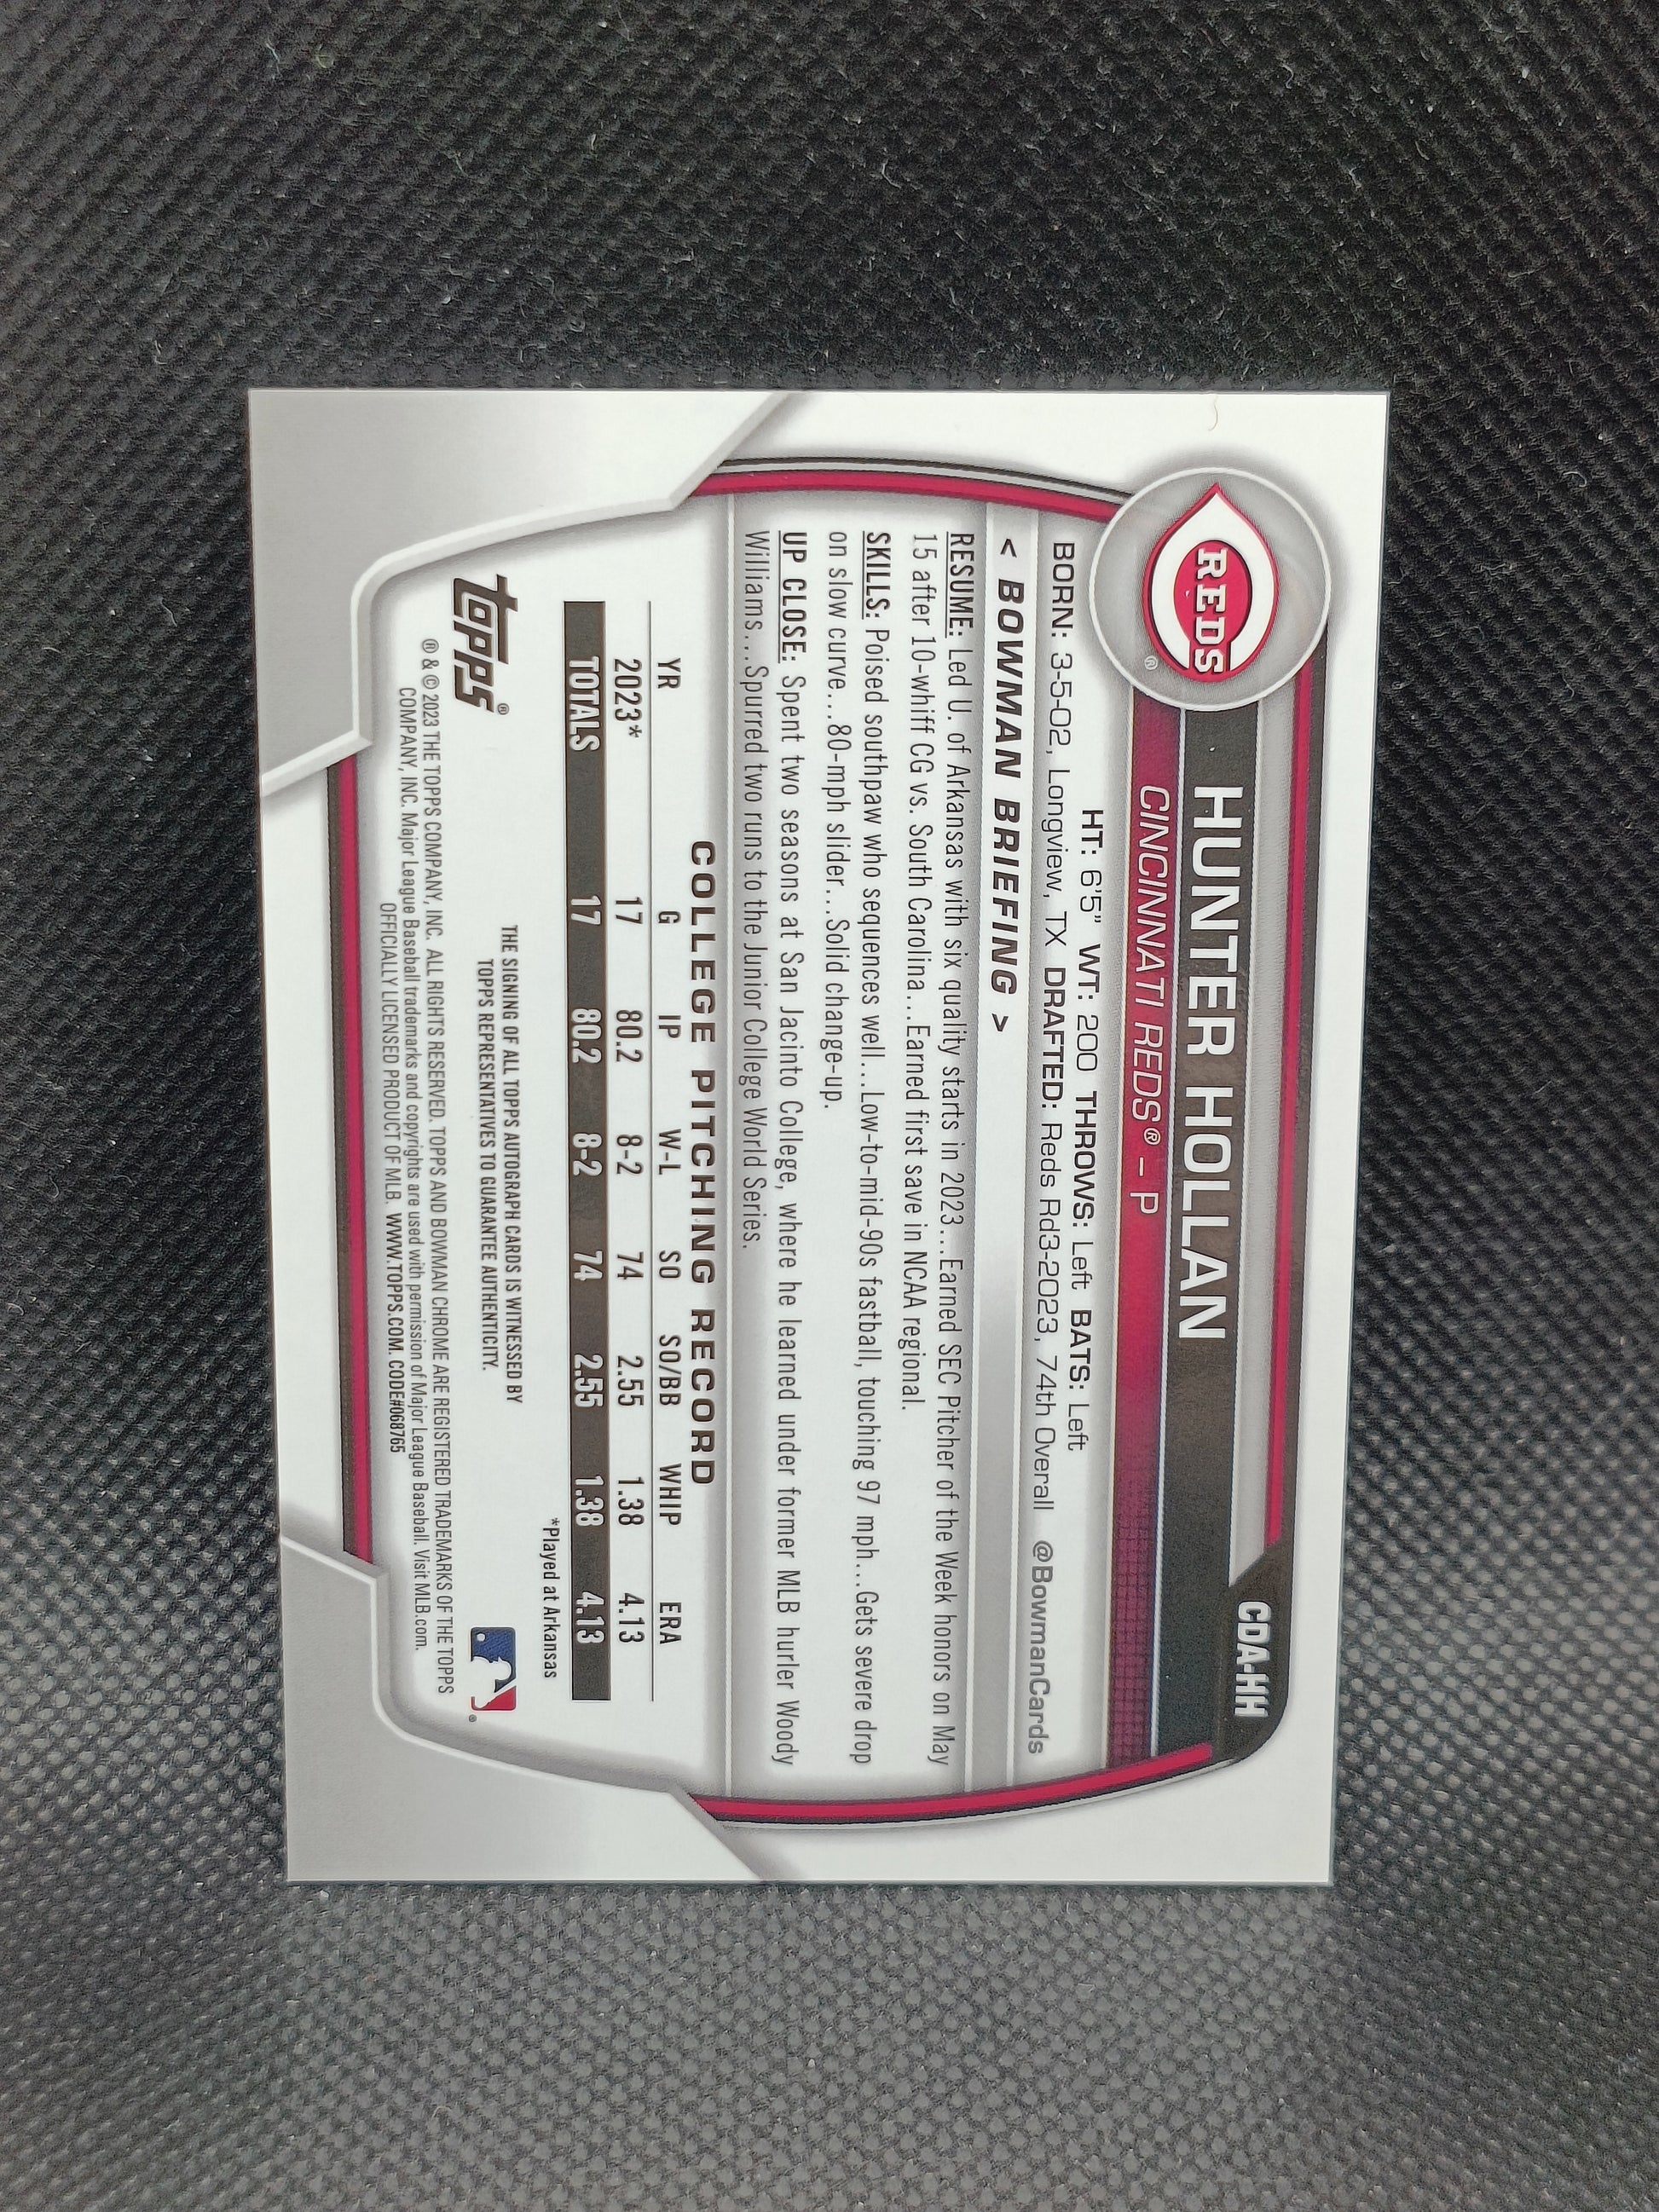 CDA-HH
REDS®
HUNTER HOLLAN
CINCINNATI REDS® – P
HT: 6'5" WT: 200 THROWS: Left BATS: Left
BORN: 3-5-02, Longview, TX DRAFTED: Reds Rd3-2023, 74th Overall @BowmanCards
< BOWMAN BRIEFING >
RESUME: Led U. of Arkansas with six quality starts in 2023...Earned SEC Pitcher of the Week honors on May
15 after 10-whiff CG vs. South Carolina...Earned first save in NCAA regional.
SKILLS: Poised southpaw who sequences well...Low-to-mid-90s fastball, touching 97 mph...Gets severe drop
on slow curve...80-mph slider...Solid change-up.
UP CLOSE: Spent two seasons at San Jacinto College, where he learned under former MLB hurler Woody
Williams...Spurred two runs to the Junior College World Series.
COLLEGE PITCHING RECORD
YR G IP W-L SO SO/BB WHIP ERA
2023* 17 80.2 8-2 74 2.55 1.38 4.13
TOTALS 17 80.2 8-2 74 2.55 1.38 4.13
*Played at Arkansas
THE SIGNING OF ALL TOPPS AUTOGRAPH CARDS IS WITNESSED BY
TOPPS REPRESENTATIVES TO GUARANTEE AUTHENTICITY.
topps®
® & © 2023 THE TOPPS COMPANY, INC. ALL RIGHTS RESERVED. TOPPS AND BOWMAN CHROME ARE REGISTERED TRADEMARKS OF THE TOPPS
COMPANY, INC. Major League Baseball trademarks and copyrights are used with permission of Major League Baseball. Visit MLB.com.
OFFICIALLY LICENSED PRODUCT OF MLB. WWW.TOPPS.COM. CODE#068765